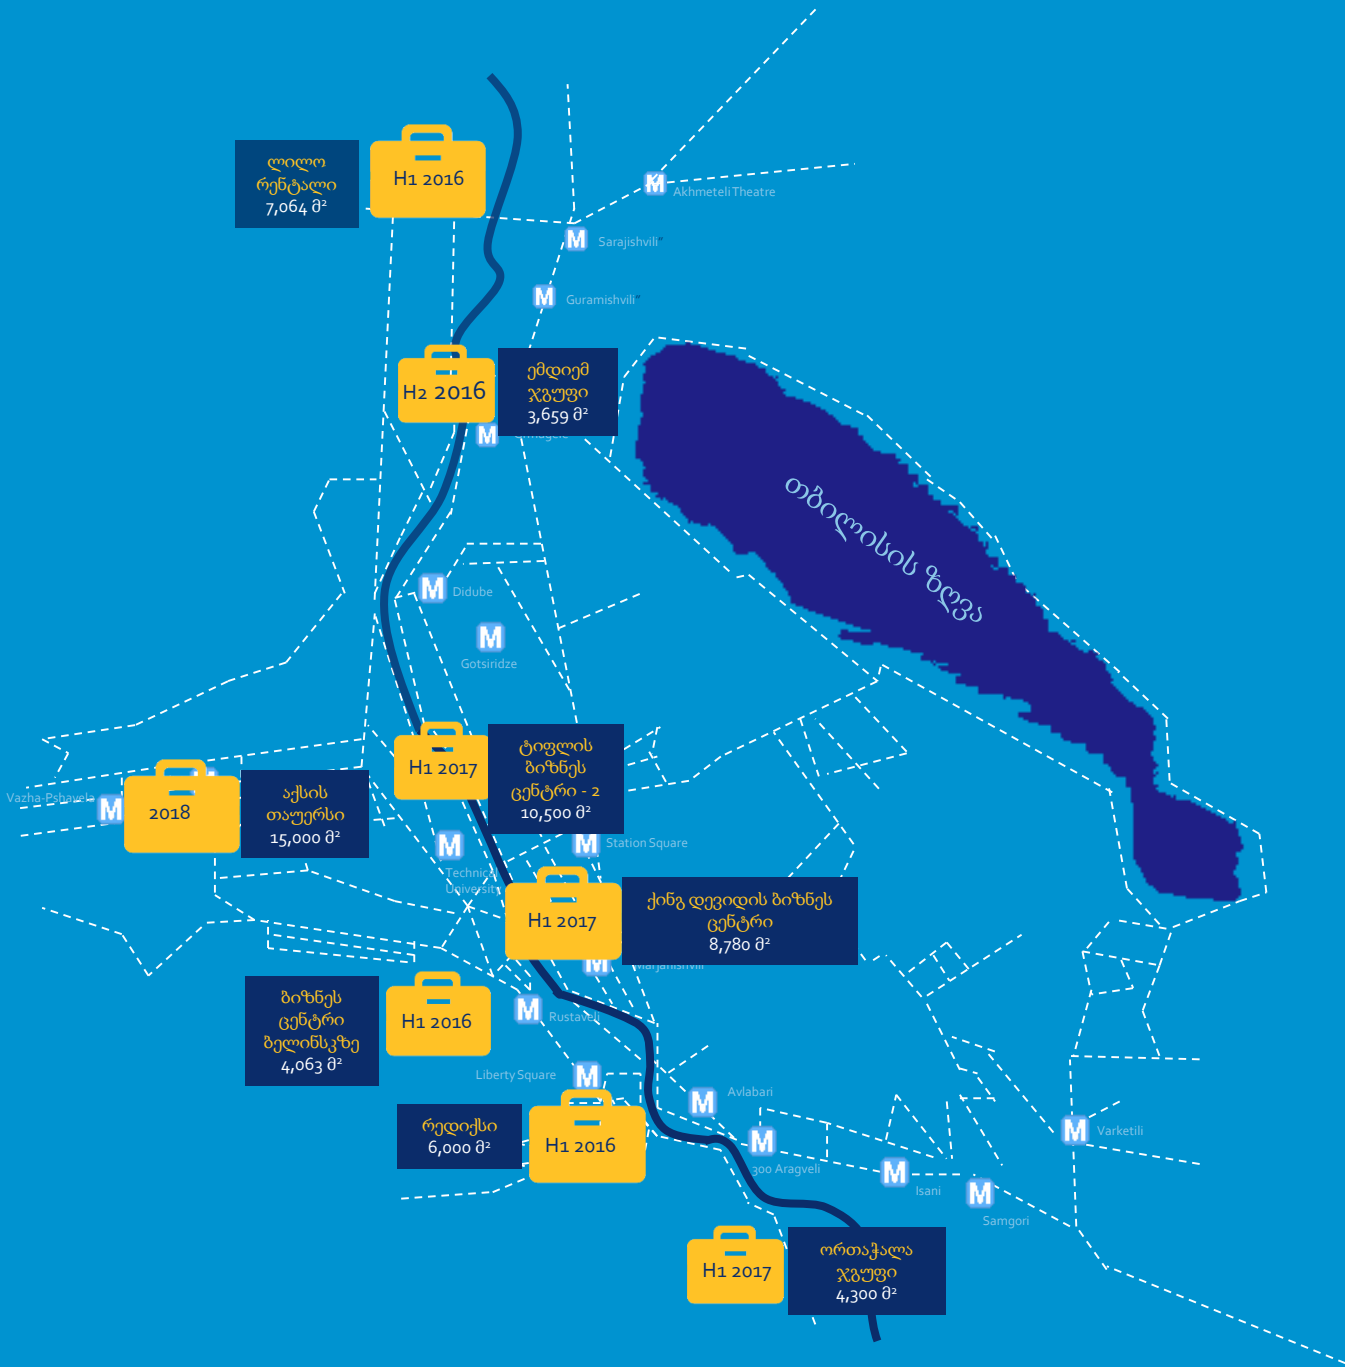 ლილო
რენტალი
7,064 მ²
H1 2016
Akhmeteli Theatre
Sarajishvili"
Guramishvili"
H2 2016
ემდიემ
ჯგუფი
3,659 მ²
თბილისის ზღვა
Didube
Gotsiridze
H1 2017
ტიფლის
ბიზნეს
ცენტრი - 2
10,500 მ²
Vazha-Pshavela
2018
აქსის
თაუერსი
15,000 მ²
Station Square
Technical
University
H1 2017
ქინგ დევიდის ბიზნეს
ცენტრი
8,780 მ²
Marjanishvili
ბიზნეს
ცენტრი
ბელინსკზე
4,063 მ²
H1 2016
Rustaveli
Liberty Square
Avlabari
რედიქსი
6,000 მ²
H1 2016
300 Aragveli
Varketili
Isani
Samgori
H1 2017
ორთაჭალა
ჯგუფი
4,300 მ²